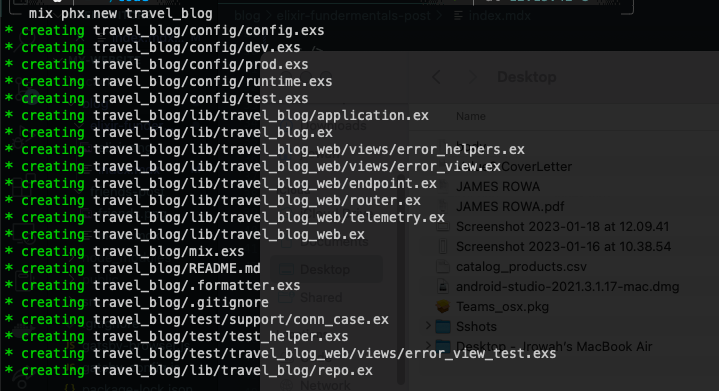 blog › elixir-fundermentals-post › index.mdx
mix phx.new travel_blog
* creating travel_blog/config/config.exs
* creating travel_blog/config/dev.exs
* creating travel_blog/config/prod.exs
* creating travel_blog/config/runtime.exs
* creating travel_blog/config/test.exs
* creating travel_blog/lib/travel_blog/application.ex
* creating travel_blog/lib/travel_blog.ex
* creating travel_blog/lib/travel_blog_web/views/error_helpers.ex
* creating travel_blog/lib/travel_blog_web/views/error_view.ex
* creating travel_blog/lib/travel_blog_web/endpoint.ex
* creating travel_blog/lib/travel_blog_web/router.ex
* creating travel_blog/lib/travel_blog_web/telemetry.ex
* creating travel_blog/lib/travel_blog_web.ex
* creating travel_blog/mix.exs
* creating travel_blog/README.md
* creating travel_blog/.formatter.exs
* creating travel_blog/.gitignore
* creating travel_blog/test/support/conn_case.ex
* creating travel_blog/test/test_helper.exs
* creating travel_blog/test/travel_blog_web/views/error_view_test.exs
* creating travel_blog/lib/travel_blog/repo.ex
Desktop
Name
CoverLetter
JAMES ROWA
JAMES ROWA.pdf
Screenshot 2023-01-18 at 12.09.41
Screenshot 2023-01-16 at 10.38.54
catalog_products.csv
android-studio-2021.3.1.17-mac.dmg
Teams_osx.pkg
Sshots
Desktop - Jrowah's MacBook Air
Documents
Desktop
Shared
Network
package-lock.json